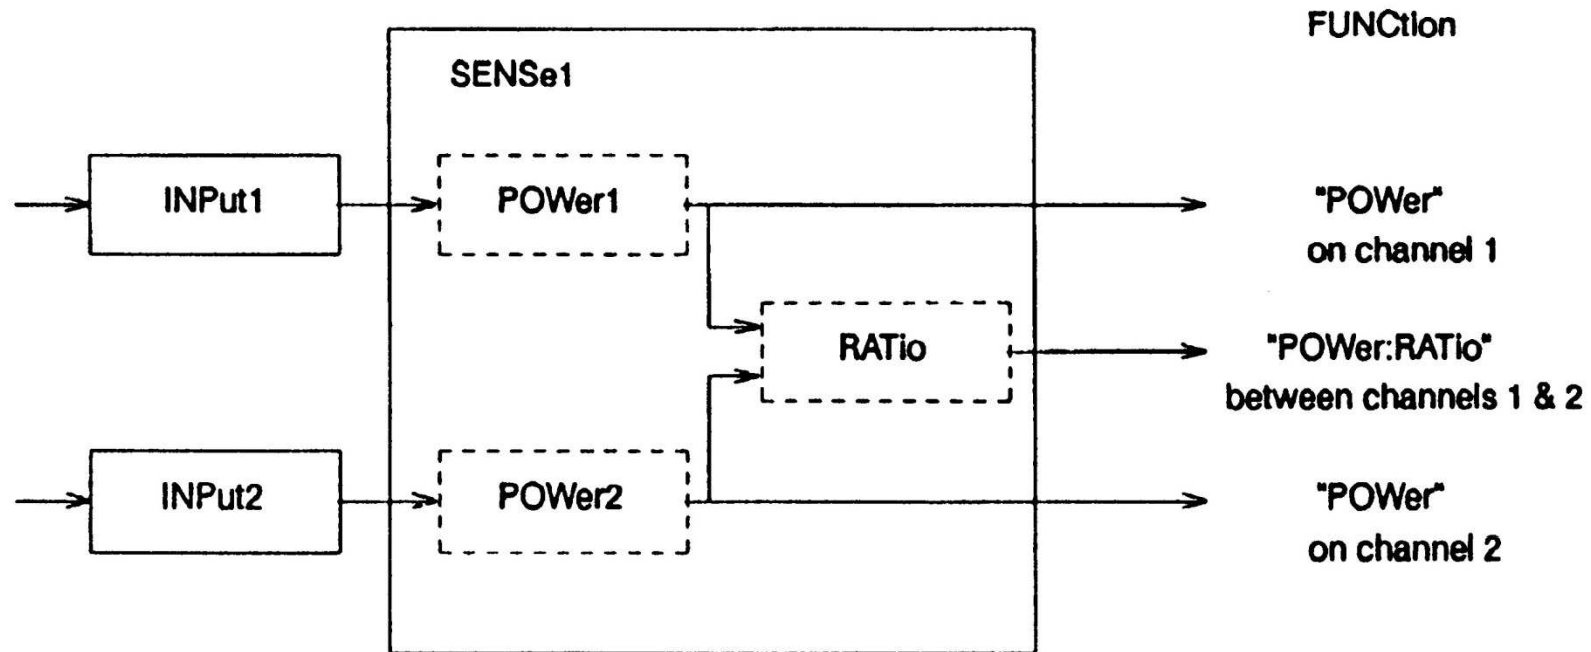 FUNCtion
SENSe1
INPut1
POWer1
"POWer"
on channel 1
RATio
"POWer:RATio"
between channels 1 & 2
INPut2
POWer2
"POWer"
on channel 2